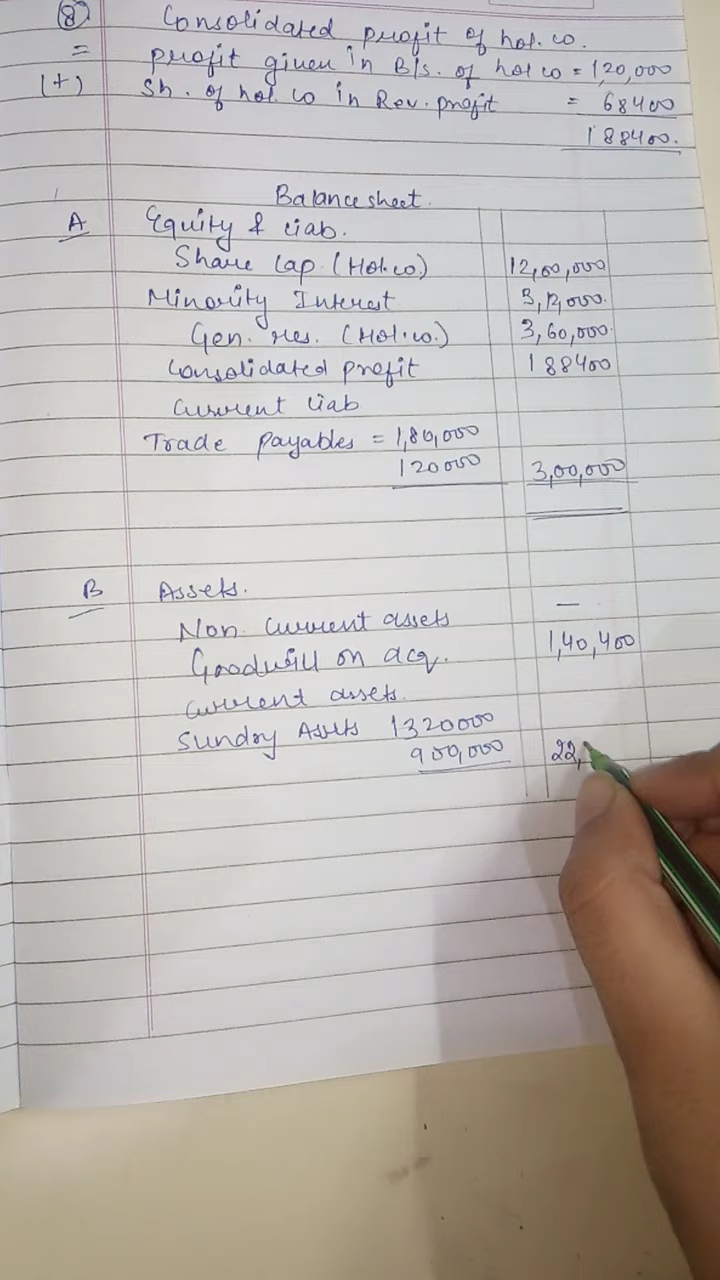 (8) Consolidated profit of hol. co.
= profit given in B/s. of hol co = 1,20,000
(+) Sh. of hol. co in Rev. profit = 68400
188400.
Balance sheet.
A Equity & Liab.
Share Cap. (Hol.co) 12,00,000
Minority Interest 3,12,000.
Gen. res. (Hol.co.) 3,60,000.
Consolidated profit 188400
Current Liab
Trade payables = 1,80,000
120000 3,00,000
B Assets.
Non. Current assets —
Goodwill on acq. 1,40,400
Current assets.
Sundry Assets 1320000
900,000 22,